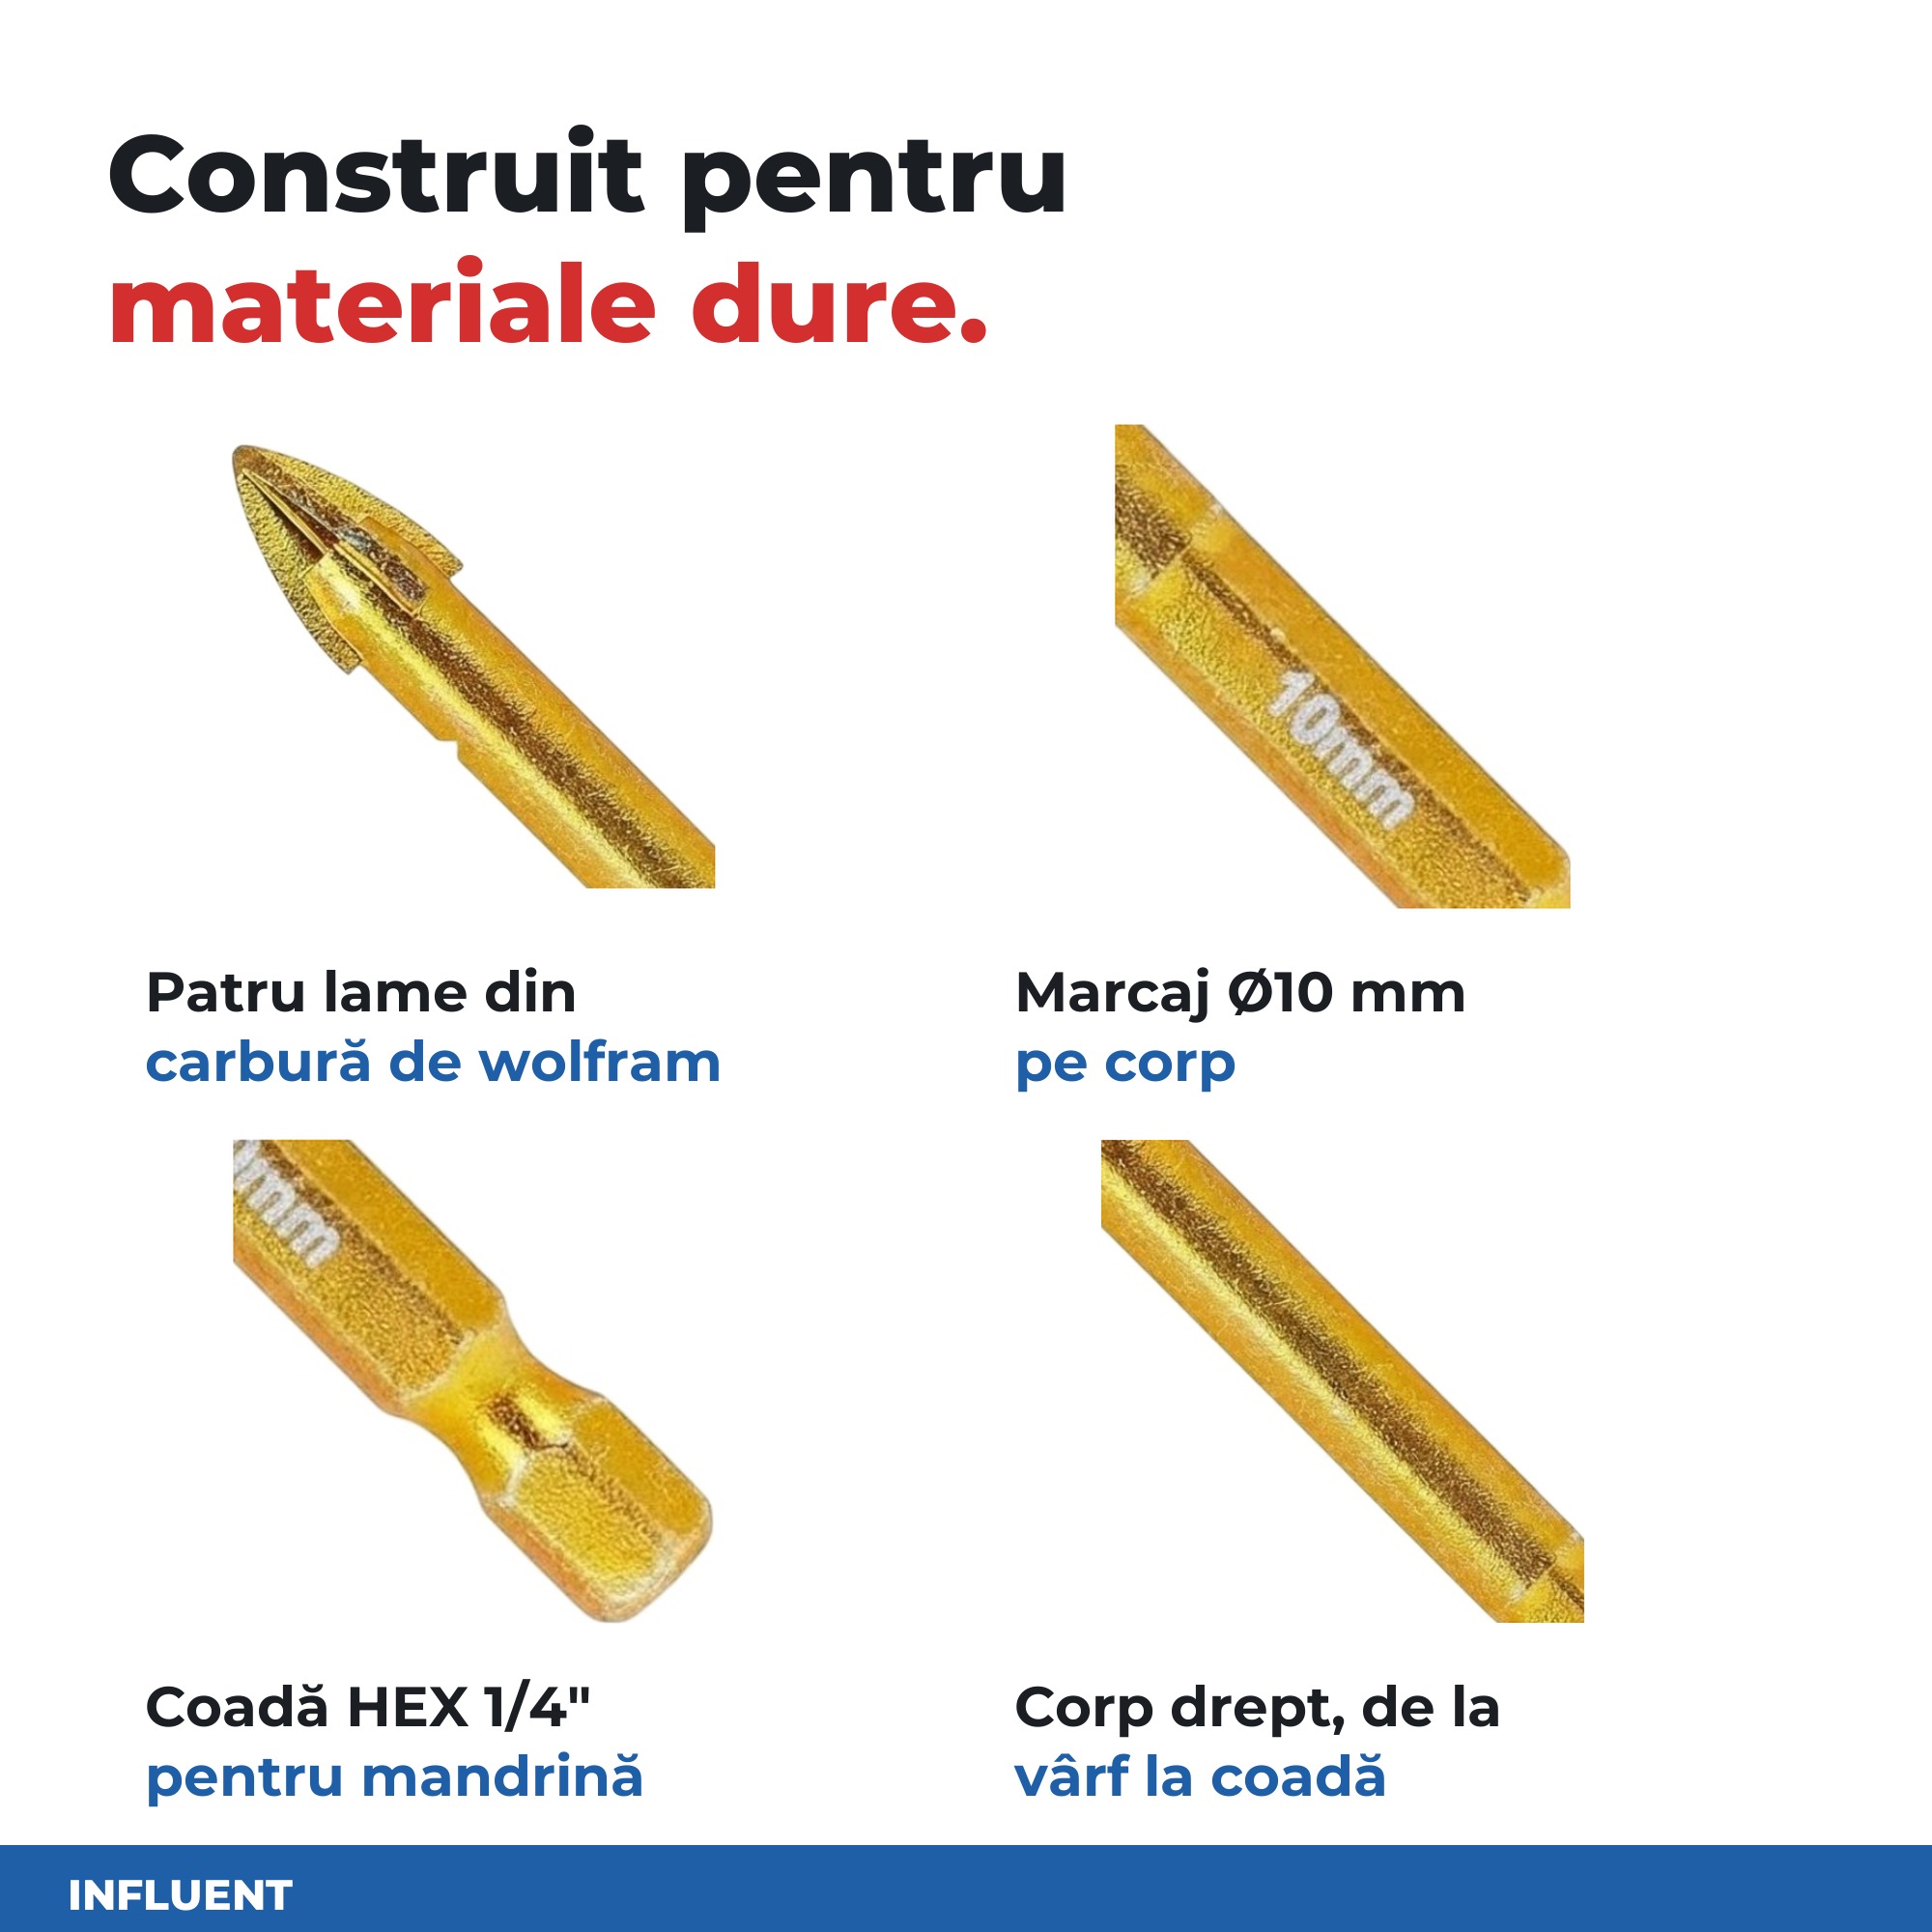 Construit pentru
materiale dure.
10mm
Patru lame din
carbură de wolfram
Marcaj Ø10 mm
pe corp
mm
Coadă HEX 1/4"
pentru mandrină
Corp drept, de la
vârf la coadă
INFLUENT